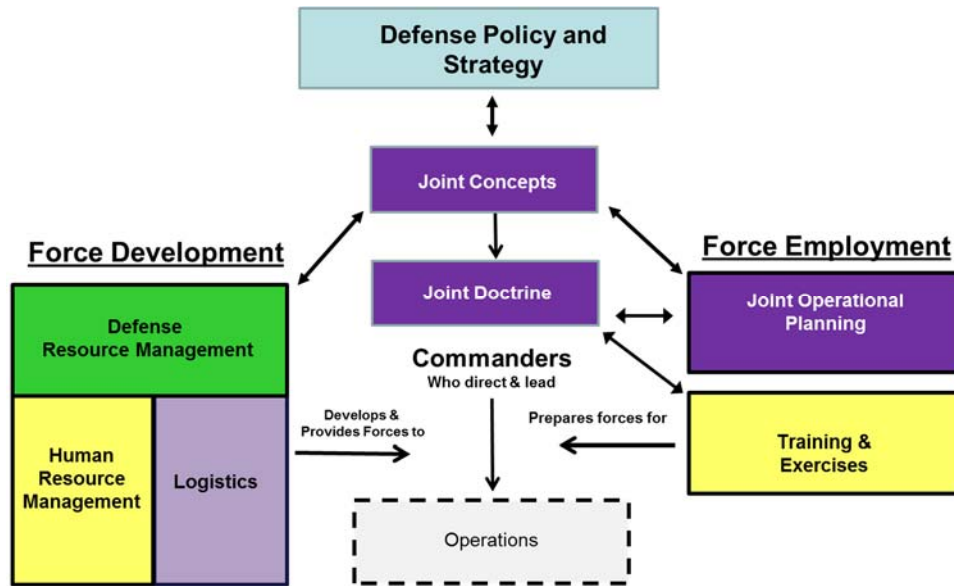 Defense Policy and
Strategy
Joint Concepts
Force Development
Force Employment
Joint Doctrine
Joint Operational
Planning
Defense
Resource Management
Commanders
Who direct & lead
Develops &
Provides Forces to
Prepares forces for
Human
Resource
Management
Logistics
Training &
Exercises
Operations